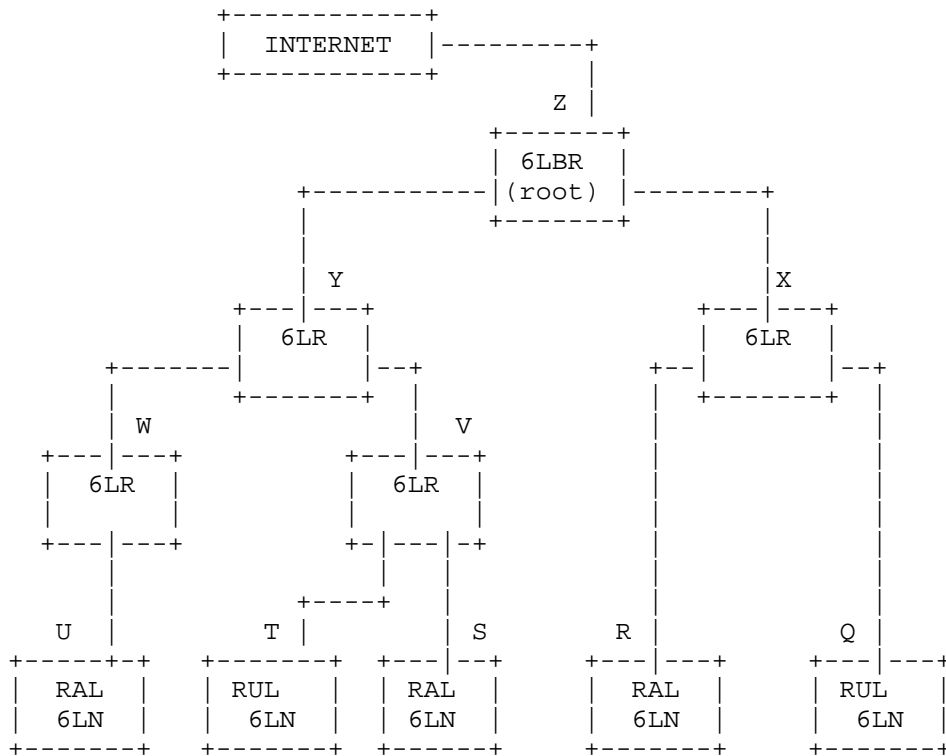 INTERNET
Z
6LBR
(root)
Y X
6LR 6LR
W V
6LR 6LR
U T S R Q
RAL RUL RAL RAL RUL
6LN 6LN 6LN 6LN 6LN